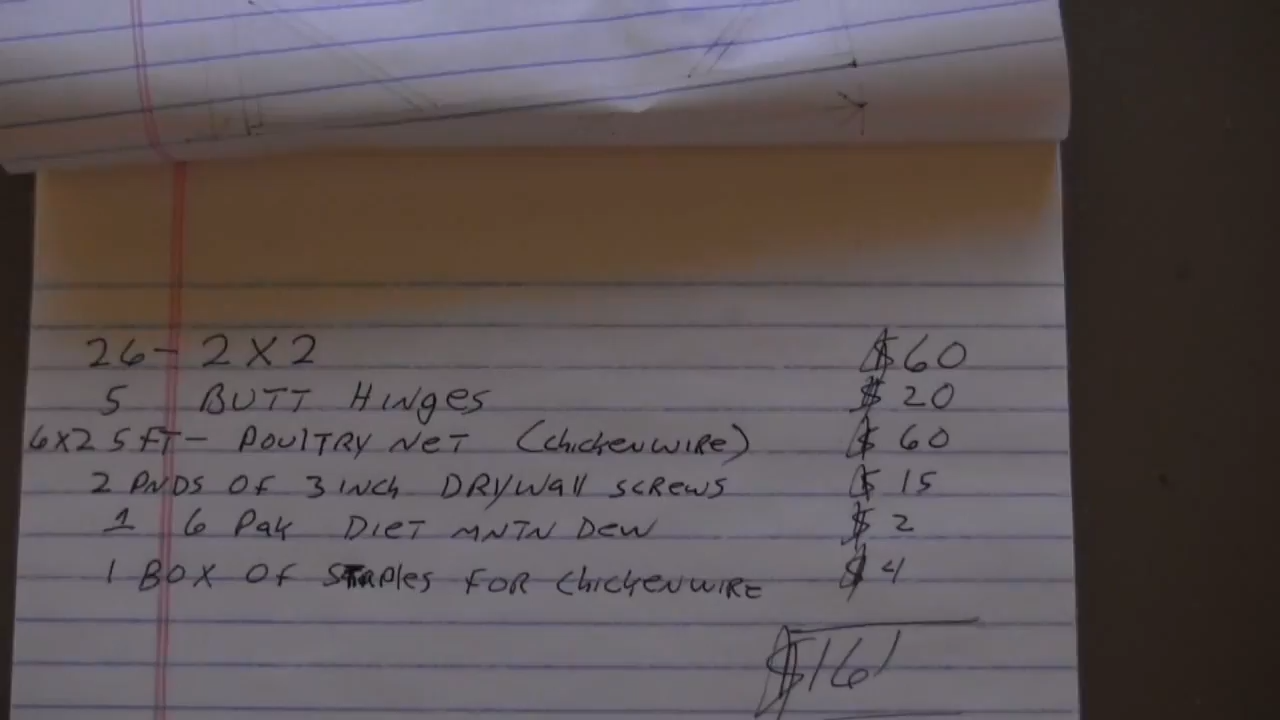 26- 2X2 $60
5 BUTT HINges $ 20
6X25FT- POULTRY NET (chickenwire) $ 60
2 PNDS OF 3 INCH DRYWall SCREWS $ 15
1 6 Pak DIET MNTN DEW $ 2
1 BOX OF STAPles FOR ChICKENWIRE $ 4
$161